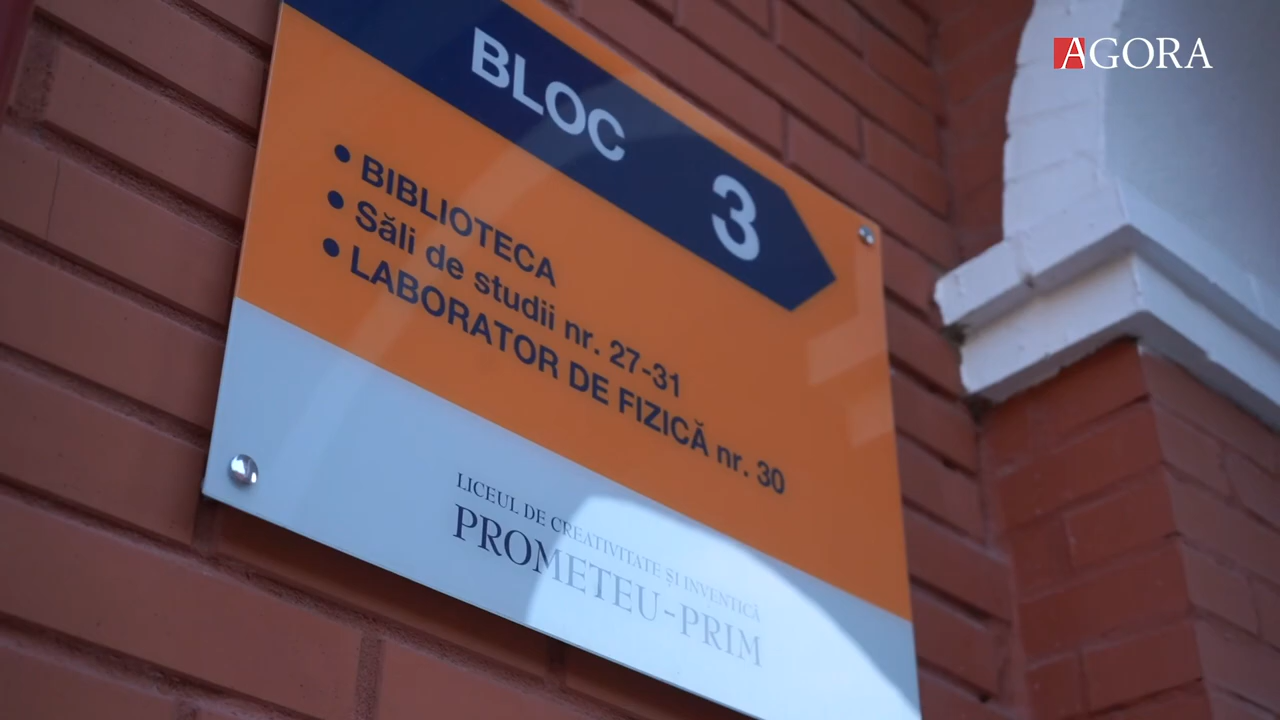 AGORA
BLOC 3
• BIBLIOTECA
• Săli de studii nr. 27-31
• LABORATOR DE FIZICĂ nr. 30
LICEUL DE CREATIVITATE ȘI INVENTICĂ
PROMETEU-PRIM